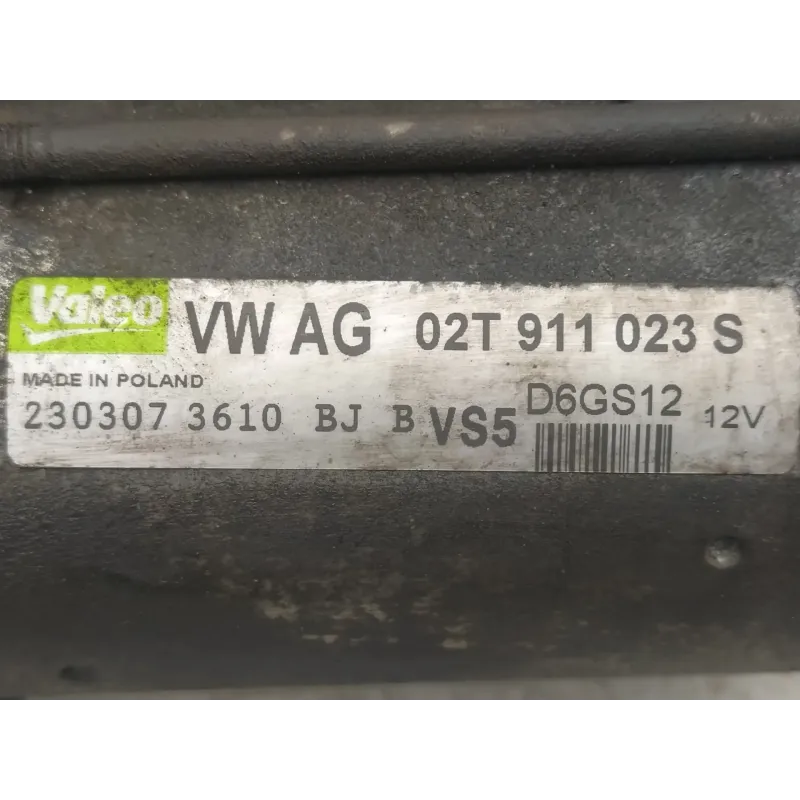 Valeo VW AG 02T 911 023 S
MADE IN POLAND
230307 3610 BJ B VS5 D6GS12 12V